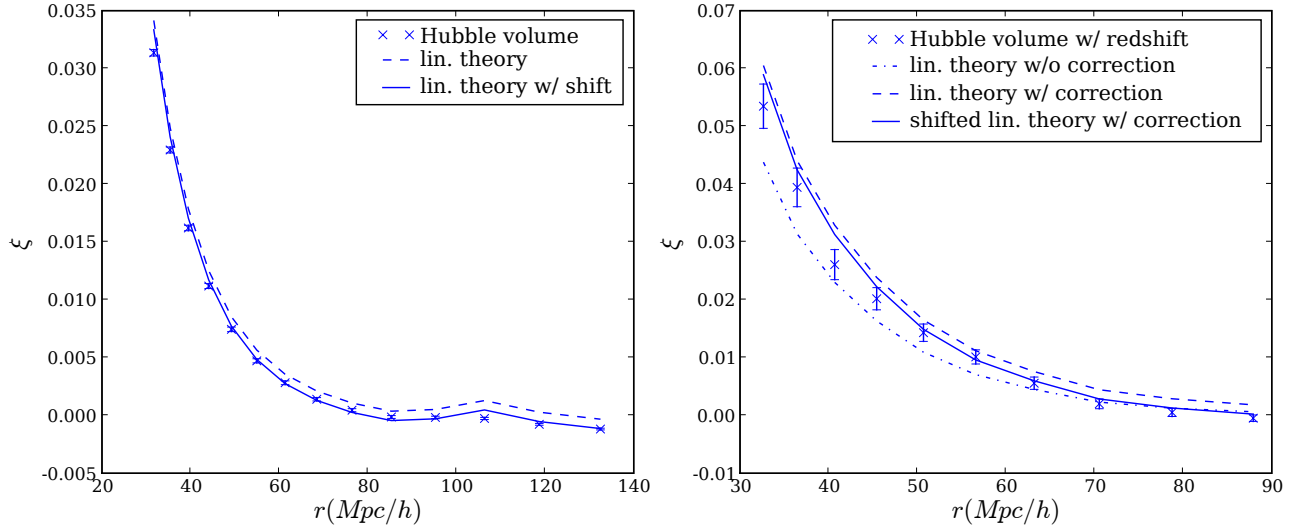 0.035
0.030
0.025
0.020
0.015
0.010
0.005
0.000
-0.005
ξ
20 40 60 80 100 120 140
r(Mpc/h)
Hubble volume
lin. theory
lin. theory w/ shift
0.07
0.06
0.05
0.04
0.03
0.02
0.01
0.00
-0.01
ξ
30 40 50 60 70 80 90
r(Mpc/h)
Hubble volume w/ redshift
lin. theory w/o correction
lin. theory w/ correction
shifted lin. theory w/ correction